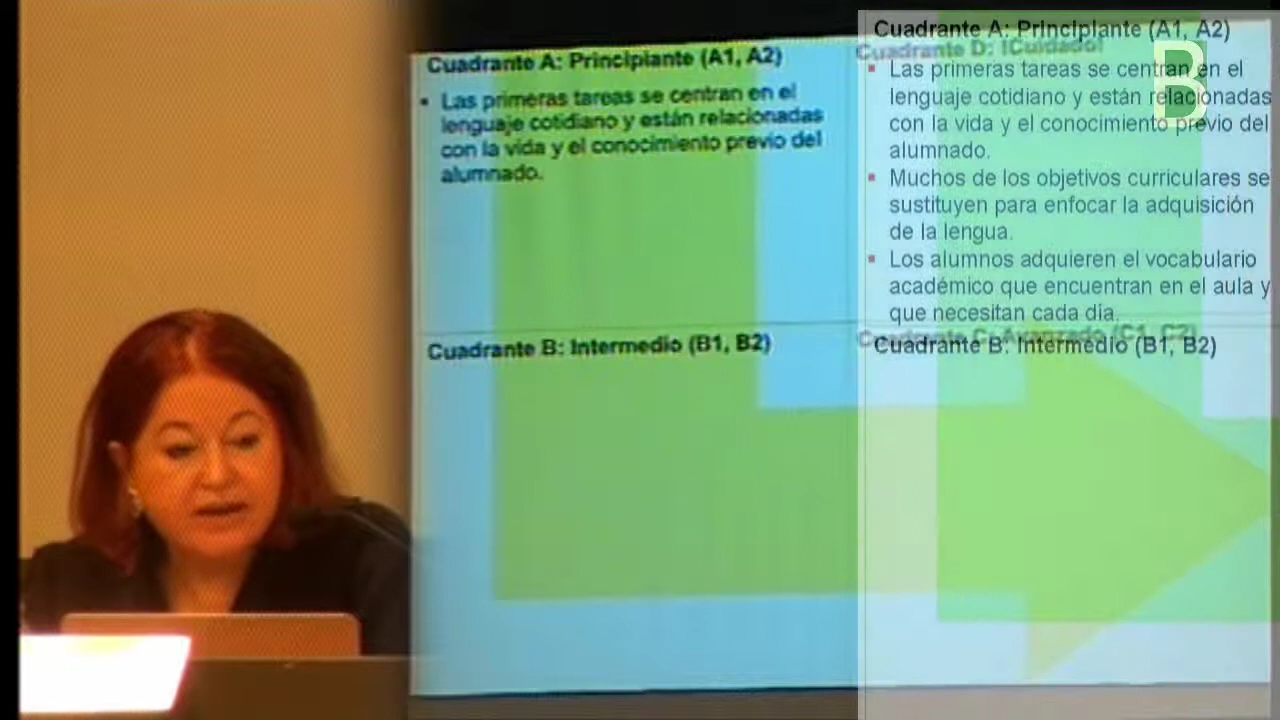 Cuadrante A: Principiante (A1, A2)
▪ Las primeras tareas se centran en el
lenguaje cotidiano y están relacionadas
con la vida y el conocimiento previo del
alumnado.
Cuadrante B: Intermedio (B1, B2)
Cuadrante D: ¡Cuidado!
Cuadrante C: Avanzado (C1, C2)
B
Cuadrante A: Principiante (A1, A2)
▪ Las primeras tareas se centran en el
lenguaje cotidiano y están relacionadas
con la vida y el conocimiento previo del
alumnado.
▪ Muchos de los objetivos curriculares se
sustituyen para enfocar la adquisición
de la lengua.
▪ Los alumnos adquieren el vocabulario
académico que encuentran en el aula y
que necesitan cada día.
Cuadrante B: Intermedio (B1, B2)